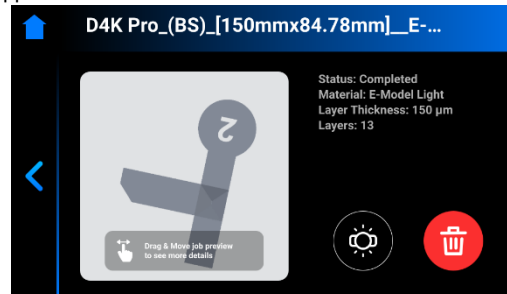 D4K Pro_(BS)_[150mmx84.78mm]__E-...
Status: Completed
Material: E-Model Light
Layer Thickness: 150 µm
Layers: 13
2
Drag & Move job preview
to see more details